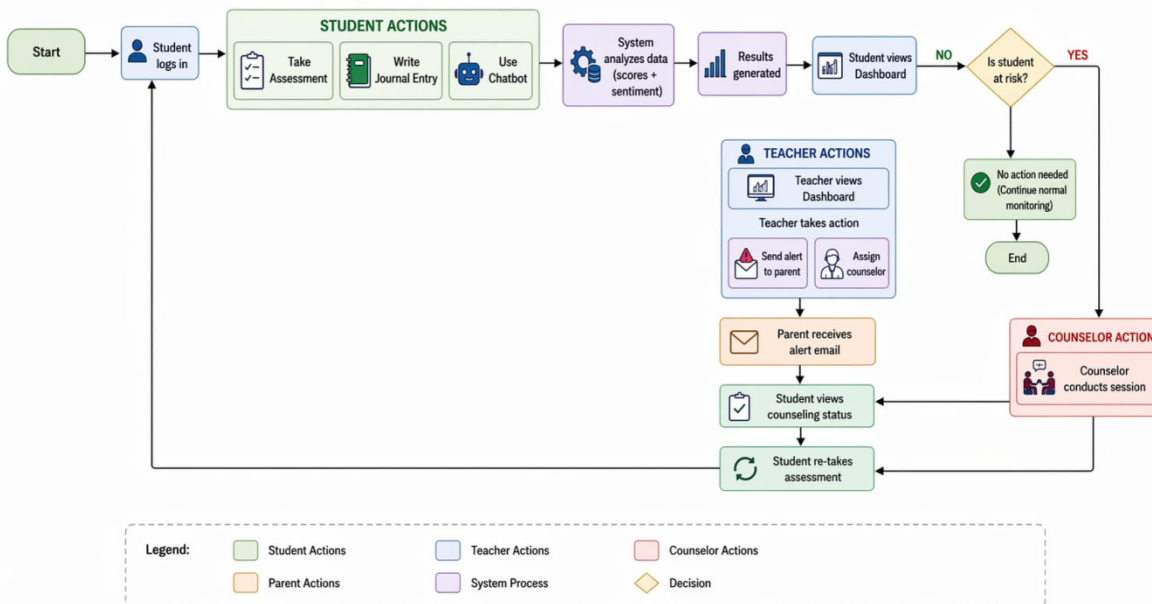 Start
Student
logs in
STUDENT ACTIONS
Take
Assessment
Write
Journal Entry
Use
Chatbot
System
analyzes data
(scores +
sentiment)
Results
generated
Student views
Dashboard
NO
Is student
at risk?
YES
No action needed
(Continue normal
monitoring)
End
TEACHER ACTIONS
Teacher views
Dashboard
Teacher takes action
Send alert
to parent
Assign
counselor
Parent receives
alert email
Student views
counseling status
Student re-takes
assessment
COUNSELOR ACTION
Counselor
conducts session
Legend:
Student Actions
Teacher Actions
Counselor Actions
Parent Actions
System Process
Decision